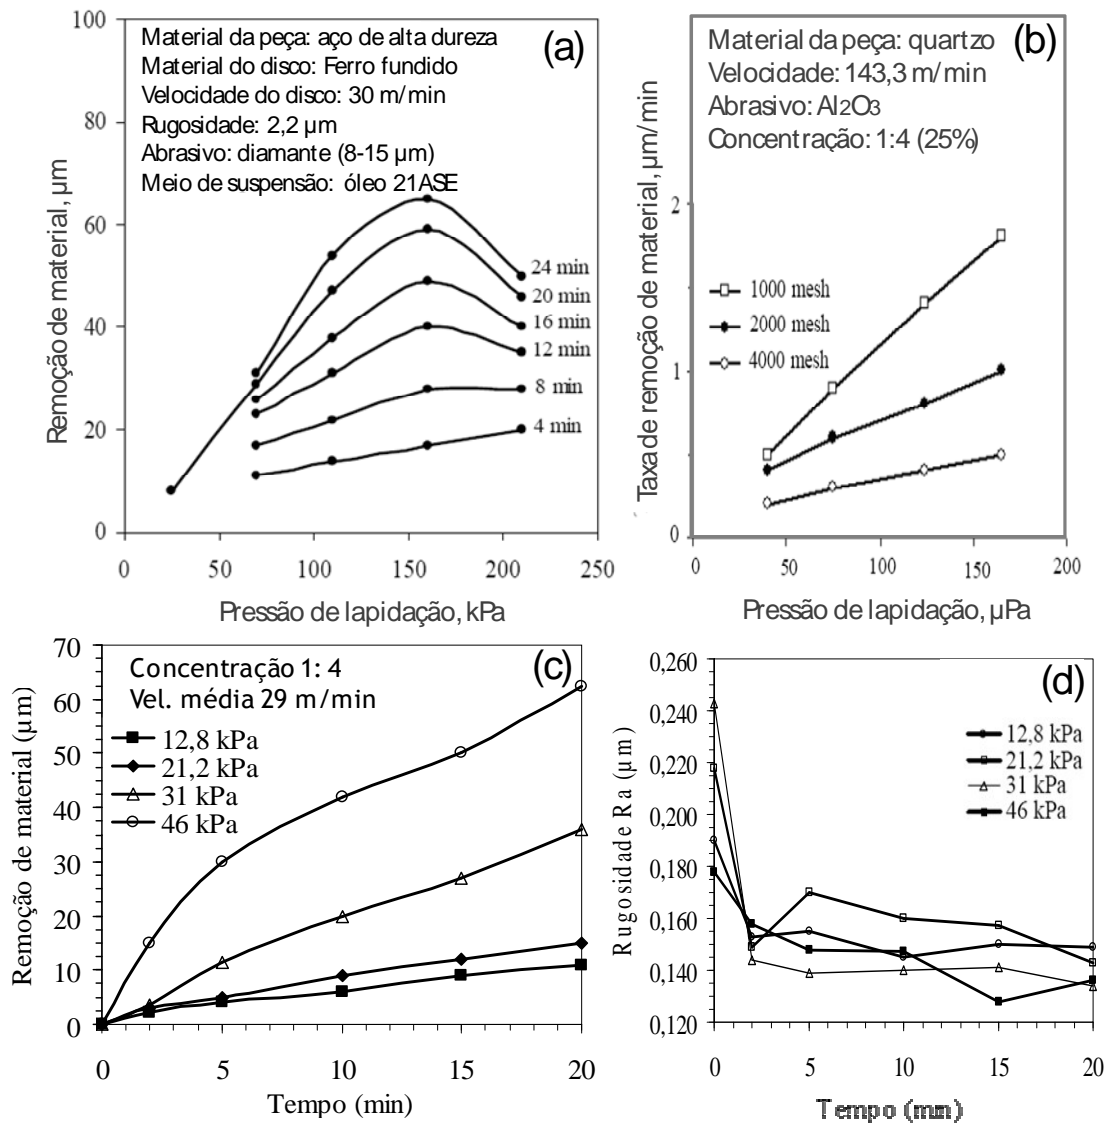 (a)
Material da peça: aço de alta dureza
Material do disco: Ferro fundido
Velocidade do disco: 30 m/min
Rugosidade: 2,2 µm
Abrasivo: diamante (8-15 µm)
Meio de suspensão: óleo 21ASE
Remoção de material, µm
100
80
60
40
20
0
24 min
20 min
16 min
12 min
8 min
4 min
0 50 100 150 200 250
Pressão de lapidação, kPa
(b)
Material da peça: quartzo
Velocidade: 143,3 m/min
Abrasivo: Al2O3
Concentração: 1:4 (25%)
Taxa de remoção de material, µm/min
2
1
0
1000 mesh
2000 mesh
4000 mesh
0 50 100 150 200
Pressão de lapidação, µPa
(c)
Concentração 1: 4
Vel. média 29 m/min
12,8 kPa
21,2 kPa
31 kPa
46 kPa
Remoção de material (µm)
70
60
50
40
30
20
10
0
0 5 10 15 20
Tempo (min)
(d)
12,8 kPa
21,2 kPa
31 kPa
46 kPa
Rugosidade Ra (µm)
0,260
0,240
0,220
0,200
0,180
0,160
0,140
0,120
0 5 10 15 20
Tempo (min)